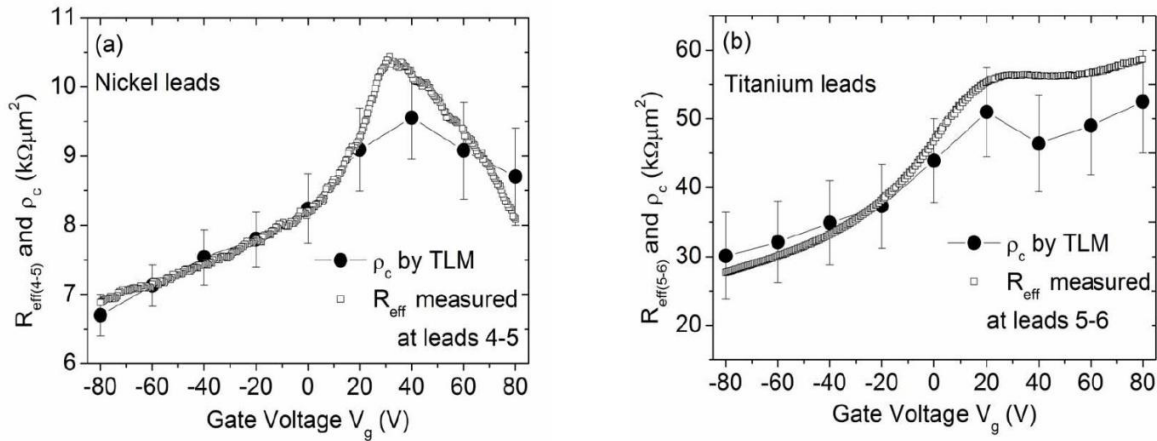 (a)
Nickel leads
R_eff(4-5) and ρ_c (kΩμm²)
11
10
9
8
7
6
ρ_c by TLM
R_eff measured
at leads 4-5
-80 -60 -40 -20 0 20 40 60 80
Gate Voltage V_g (V)
(b)
Titanium leads
R_eff(5-6) and ρ_c (kΩμm²)
60
50
40
30
20
ρ_c by TLM
R_eff measured
at leads 5-6
-80 -60 -40 -20 0 20 40 60 80
Gate Voltage V_g (V)